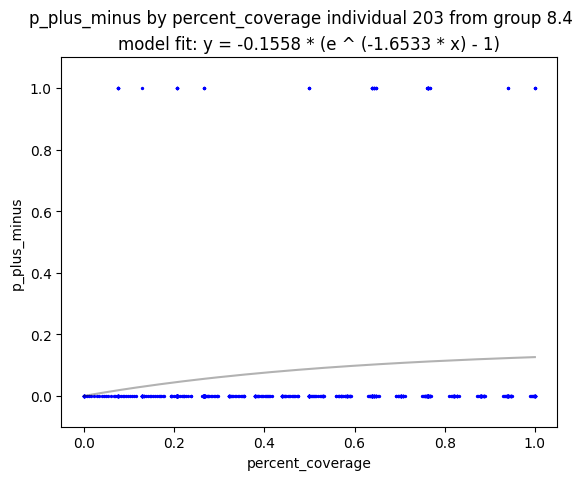 p_plus_minus by percent_coverage individual 203 from group 8.4
model fit: y = -0.1558 * (e ^ (-1.6533 * x) - 1)
1.0
0.8
0.6
0.4
0.2
0.0
p_plus_minus
0.0 0.2 0.4 0.6 0.8 1.0
percent_coverage